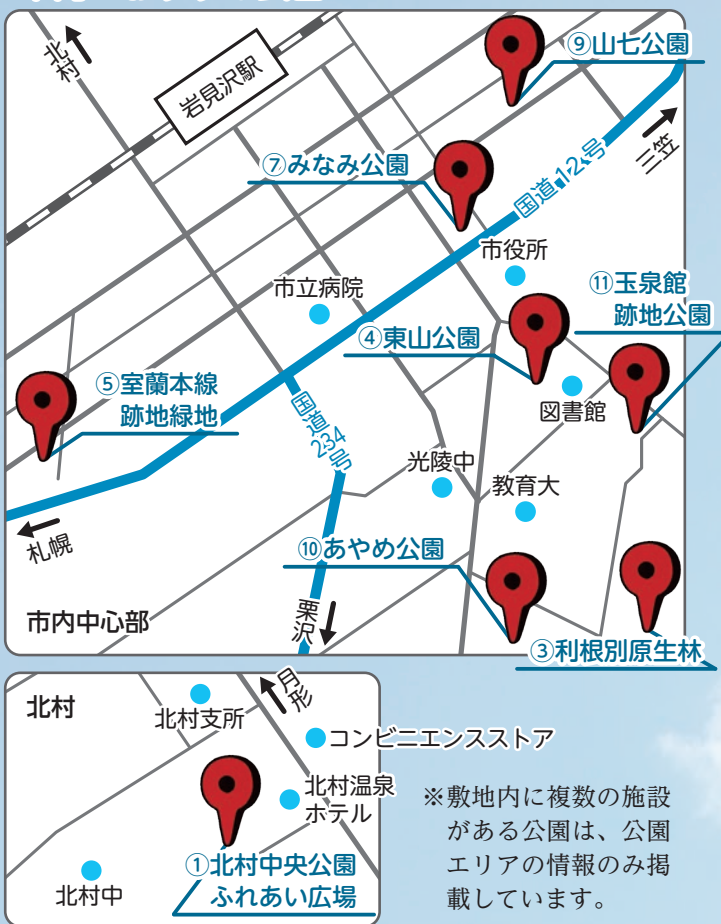 ⑨山七公園
北村
岩見沢駅
三笠
⑦みなみ公園
国道12号
市役所
⑪玉泉館
跡地公園
市立病院
④東山公園
⑤室蘭本線
跡地緑地
図書館
国道
234
号
光陵中
教育大
札幌
⑩あやめ公園
栗沢
市内中心部
③利根別原生林
北村
月形
北村支所
コンビニエンスストア
北村温泉
ホテル
①北村中央公園
ふれあい広場
北村中
※敷地内に複数の施設
がある公園は、公園
エリアの情報のみ掲
載しています。